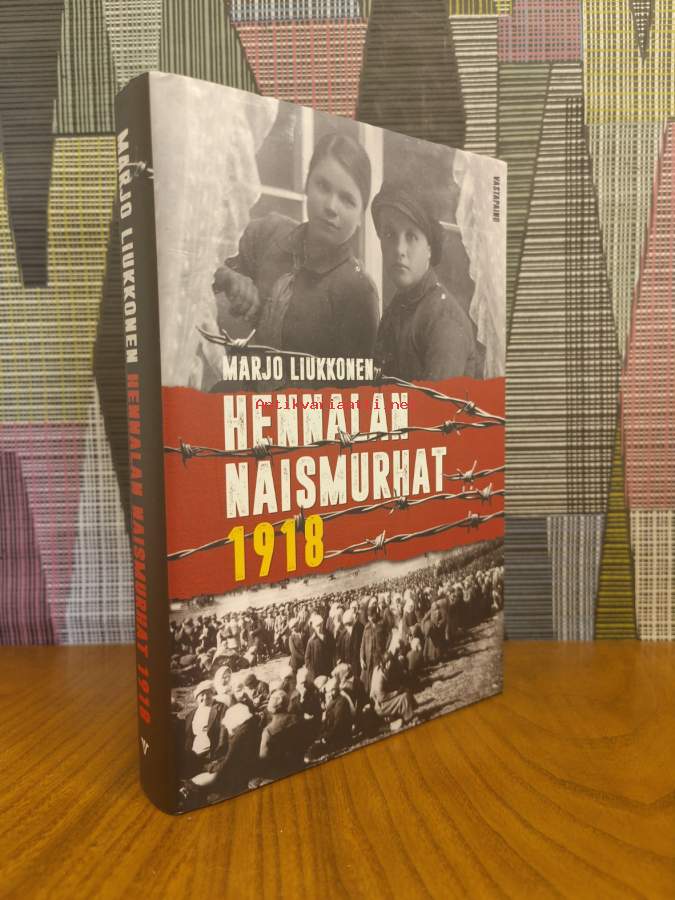 MARJO LIUKKONEN HENNALAN NAISMURHAT 1918
V
VASTAPAINO
MARJO LIUKKONEN
HENNALAN
Antikvariaatti.net
NAISMURHAT
1918